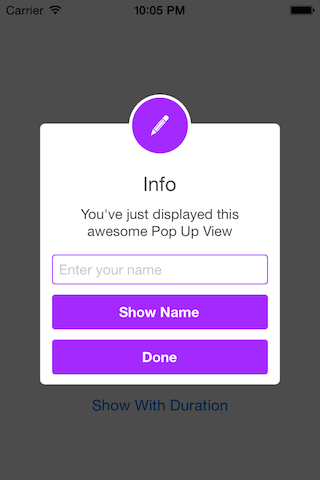 Carrier 10:05 PM
Info
You've just displayed this
awesome Pop Up View
Enter your name
Show Name
Done
Show With Duration